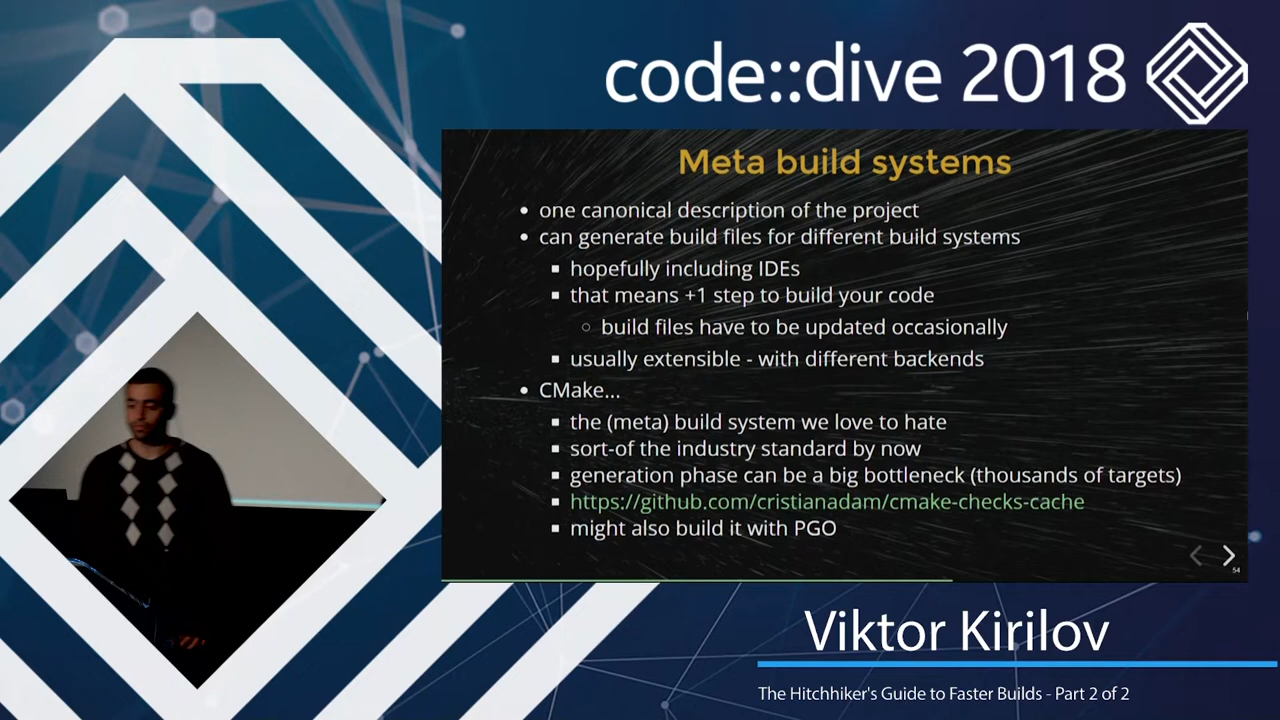 code::dive 2018
Meta build systems
• one canonical description of the project
• can generate build files for different build systems
▪ hopefully including IDEs
▪ that means +1 step to build your code
○ build files have to be updated occasionally
▪ usually extensible - with different backends
• CMake...
▪ the (meta) build system we love to hate
▪ sort-of the industry standard by now
▪ generation phase can be a big bottleneck (thousands of targets)
▪ https://github.com/cristianadam/cmake-checks-cache
▪ might also build it with PGO
54
Viktor Kirilov
The Hitchhiker's Guide to Faster Builds - Part 2 of 2